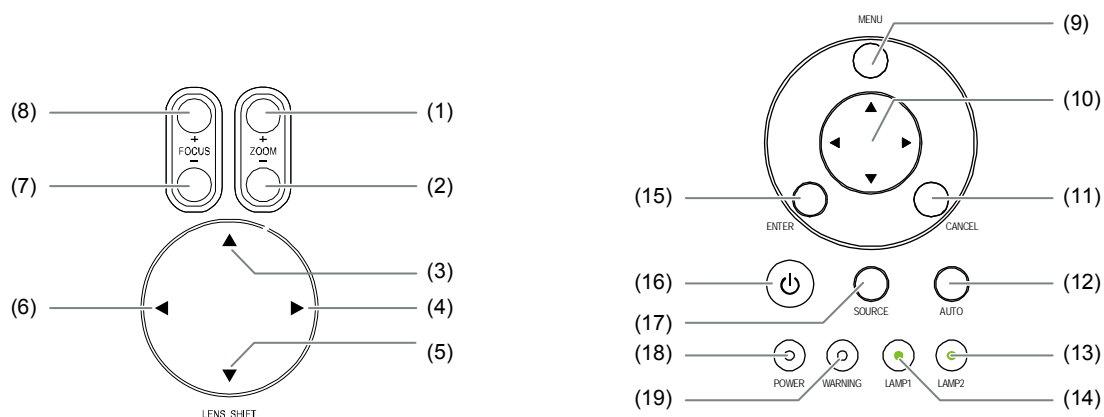 (8)
(1)
+
FOCUS
−
+
ZOOM
−
(7)
(2)
(3)
(6)
(4)
(5)
LENS SHIFT
MENU
(9)
(10)
(15)
(11)
ENTER
CANCEL
(16)
(12)
(17)
SOURCE
AUTO
(18)
(13)
POWER
WARNING
LAMP1
LAMP2
(19)
(14)